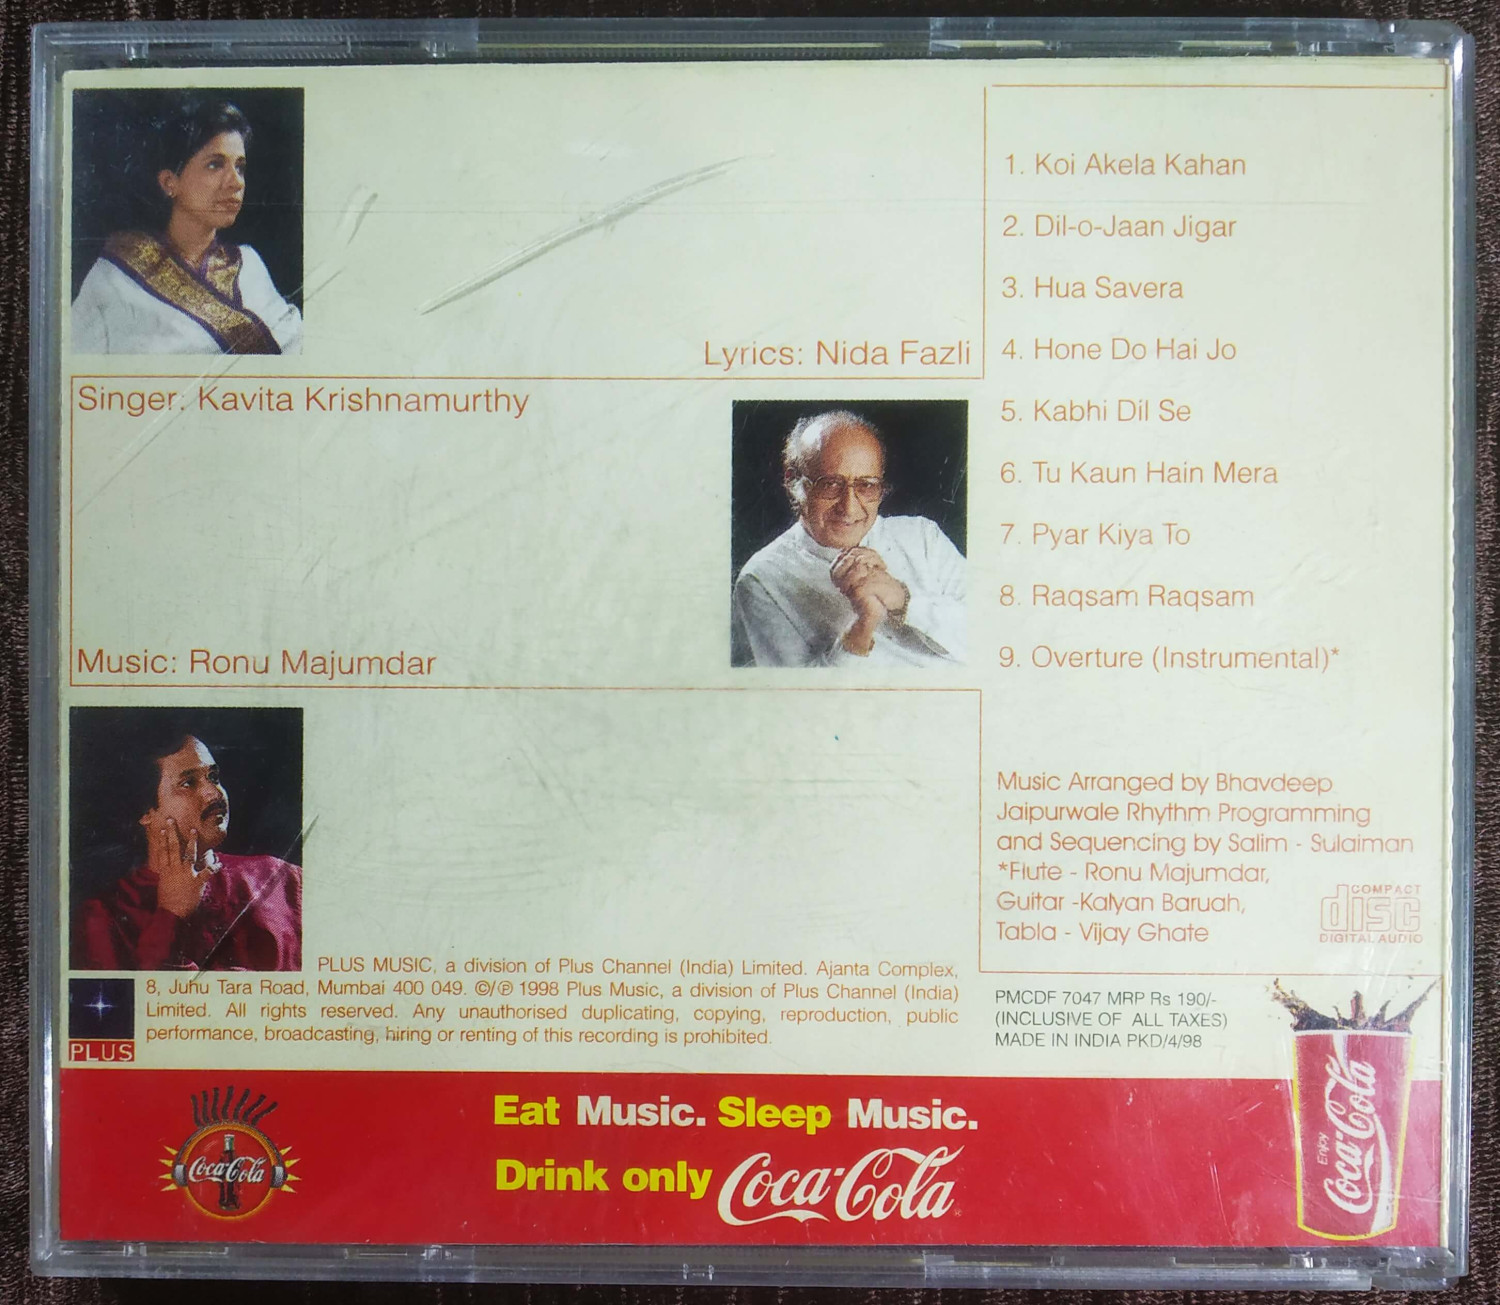 Lyrics: Nida Fazli
Singer: Kavita Krishnamurthy
Music: Ronu Majumdar
1. Koi Akela Kahan
2. Dil-o-Jaan Jigar
3. Hua Savera
4. Hone Do Hai Jo
5. Kabhi Dil Se
6. Tu Kaun Hain Mera
7. Pyar Kiya To
8. Raqsam Raqsam
9. Overture (Instrumental)*
Music Arranged by Bhavdeep
Jaipurwale Rhythm Programming
and Sequencing by Salim - Sulaiman
*Flute - Ronu Majumdar,
Guitar -Kalyan Baruah,
Tabla - Vijay Ghate
COMPACT
disc
DIGITAL AUDIO
PLUS MUSIC, a division of Plus Channel (India) Limited. Ajanta Complex,
8, Juhu Tara Road, Mumbai 400 049. ©/℗ 1998 Plus Music, a division of Plus Channel (India)
Limited. All rights reserved. Any unauthorised duplicating, copying, reproduction, public
performance, broadcasting, hiring or renting of this recording is prohibited.
PLUS
PMCDF 7047 MRP Rs 190/-
(INCLUSIVE OF ALL TAXES)
MADE IN INDIA PKD/4/98
Coca-Cola
Eat Music. Sleep Music.
Drink only Coca-Cola
Enjoy
Coca-Cola